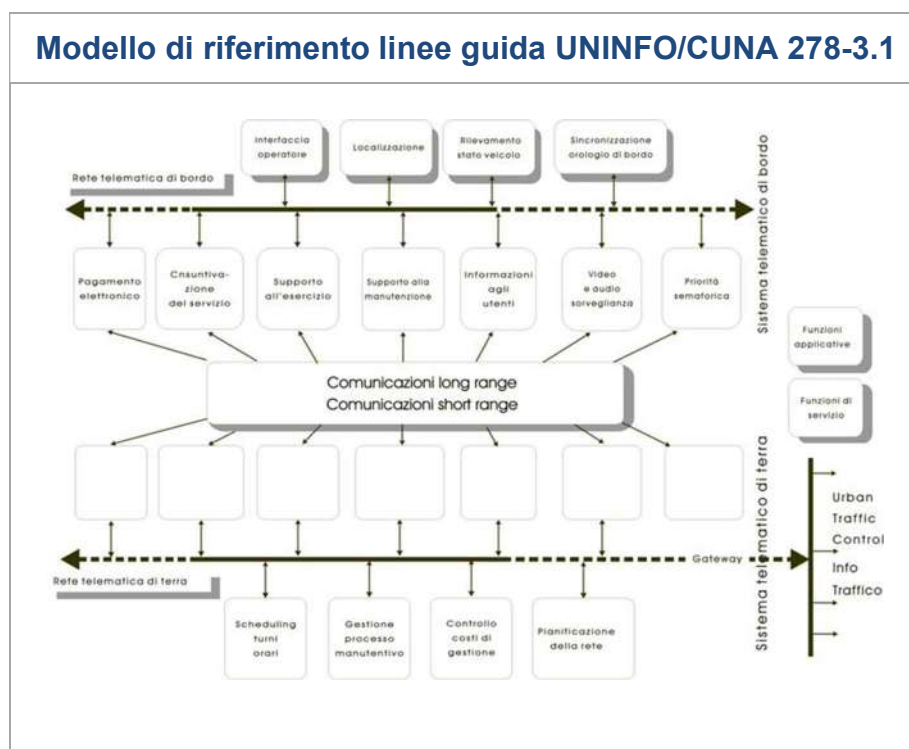 Modello di riferimento linee guida UNINFO/CUNA 278-3.1
Interfaccia
operatore
Localizzazione
Rilevamento
stato veicolo
Sincronizzazione
orologio di bordo
Rete telematica di bordo
Sistema telematico di bordo
Pagamento
elettronico
Cnsuntiva-
zione
del servizio
Supporto
all'esercizio
Supporto alla
manutenzione
Informazioni
agli
utenti
Video
e audio
sorveglianza
Priorità
semaforica
Funzioni
applicative
Funzioni di
servizio
Comunicazioni long range
Comunicazioni short range
Sistema telematico di terra
Urban
Traffic
Control
Info
Traffico
Gateway
Rete telematica di terra
Scheduling
turni
orari
Gestione
processo
manutentivo
Controllo
costi di
gestione
Pianificazione
della rete